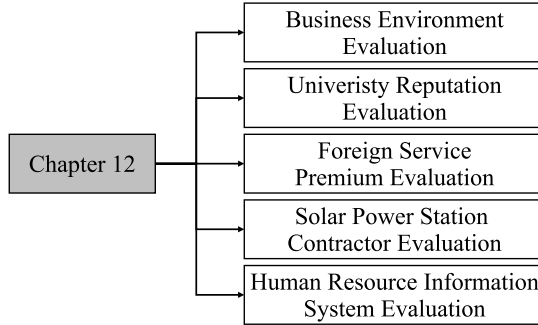 Business Environment
Evaluation
Univeristy Reputation
Evaluation
Chapter 12
Foreign Service
Premium Evaluation
Solar Power Station
Contractor Evaluation
Human Resource Information
System Evaluation